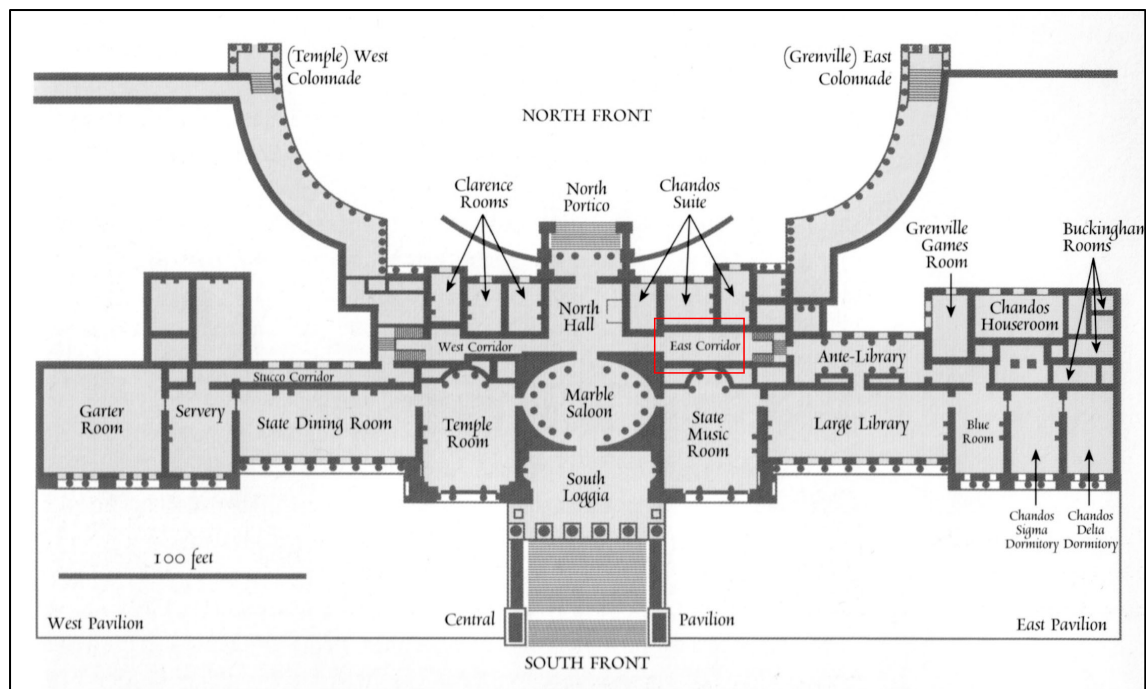 (Temple) West
Colonnade
(Grenville) East
Colonnade
NORTH FRONT
Clarence
Rooms
North
Portico
Chandos
Suite
Grenville
Games
Room
Buckingham
Rooms
North
Hall
Chandos
Houseroom
West Corridor
East Corridor
Ante-Library
Stucco Corridor
Garter
Room
Servery
State Dining Room
Temple
Room
Marble
Saloon
State
Music
Room
Large Library
Blue
Room
South
Loggia
Chandos
Sigma
Dormitory
Chandos
Delta
Dormitory
100 feet
West Pavilion
Central
Pavilion
East Pavilion
SOUTH FRONT